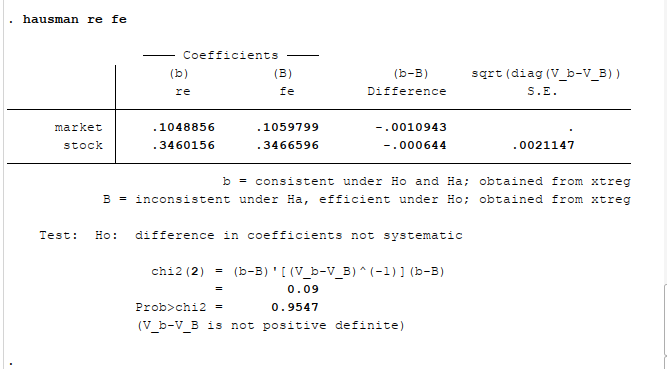 . hausman re fe
Coefficients
(b) (B) (b-B) sqrt(diag(V_b-V_B))
re fe Difference S.E.
market .1048856 .1059799 -.0010943 .
stock .3460156 .3466596 -.000644 .0021147
b = consistent under Ho and Ha; obtained from xtreg
B = inconsistent under Ha, efficient under Ho; obtained from xtreg
Test: Ho: difference in coefficients not systematic
chi2(2) = (b-B)'[(V_b-V_B)^(-1)](b-B)
= 0.09
Prob>chi2 = 0.9547
(V_b-V_B is not positive definite)
.